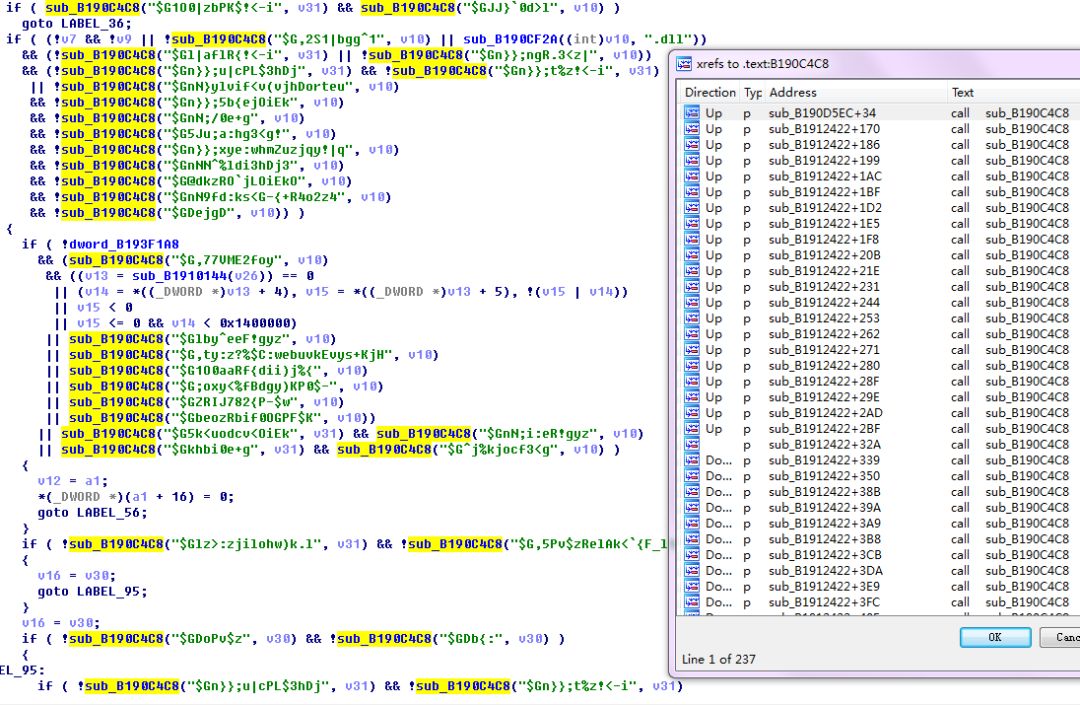 if ( sub_B190C4C8("$G1O0|zbPK$!<-i", v31) && sub_B190C4C8("$GJJ}`0d>l", v10) )
goto LABEL_36;
if ( (!v7 && !v9 || !sub_B190C4C8("$G,2S1|bgg^1", v10) || sub_B190CF2A((int)v10, ".dll"))
&& (!sub_B190C4C8("$Gl|aflR{!<-i", v31) || !sub_B190C4C8("$Gn}};ngR.3<z|", v10))
&& (!sub_B190C4C8("$Gn}};u|cPL$3hDj", v31) && !sub_B190C4C8("$Gn}};t%z!<-i", v31)
|| !sub_B190C4C8("$GnN}ylvif<v(vjhDorteu", v10)
&& !sub_B190C4C8("$Gn}};5b{ejOiEk", v10)
&& !sub_B190C4C8("$GnN;/0e+g", v10)
&& !sub_B190C4C8("$G5Ju;a:hg3<g!", v10)
&& !sub_B190C4C8("$Gn}};xye:whmZuzjqy!|q", v10)
&& !sub_B190C4C8("$GnNN^%ldi3hDj3", v10)
&& !sub_B190C4C8("$G@dkzRO`jLOiEkO", v10)
&& !sub_B190C4C8("$GnN9fd:ks<G-{+R4o2z4", v10)
&& !sub_B190C4C8("$GDejgD", v10)) )
{
if ( !dword_B193F1A8
&& (sub_B190C4C8("$G,77VME2foy", v10)
&& ((v13 = sub_B1910144(v26)) == 0
|| (v14 = *((_DWORD *)v13 + 4), v15 = *((_DWORD *)v13 + 5), !(v15 | v14))
|| v15 < 0
|| v15 <= 0 && v14 < 0x1400000)
|| sub_B190C4C8("$Glby^eeF!gyz", v10)
|| sub_B190C4C8("$G,ty:z?%$C:webuvkEvys+KjH", v10)
|| sub_B190C4C8("$G1O0aaRf{dii)j%{", v10)
|| sub_B190C4C8("$G;oxy<%fBdgy)KP0$-", v10)
|| sub_B190C4C8("$GZRIJ782{P-$w", v10)
|| sub_B190C4C8("$GbeozRbif0OGPF$K", v10))
|| sub_B190C4C8("$G5k<uodcv<OiEk", v31) && sub_B190C4C8("$GnN;i:eR!gyz", v10)
|| sub_B190C4C8("$Gkhbi0e+g", v31) && sub_B190C4C8("$G^j%kjocf3<g", v10) )
{
v12 = a1;
*(_DWORD *)(a1 + 16) = 0;
goto LABEL_56;
}
if ( !sub_B190C4C8("$Glz>:zjilohw)k.l", v31) && !sub_B190C4C8("$G,5Pv$zRelAk<`{F_l
{
v16 = v30;
goto LABEL_95;
}
v16 = v30;
if ( !sub_B190C4C8("$GDoPv$z", v30) && !sub_B190C4C8("$GDb{:", v30) )
{
EL_95:
if ( !sub_B190C4C8("$Gn}};u|cPL$3hDj", v31) && !sub_B190C4C8("$Gn}};t%z!<-i", v31)
xrefs to .text:B190C4C8
Direction Typ Address Text
Up p sub_B190D5EC+34 call sub_B190C4C8
Up p sub_B1912422+170 call sub_B190C4C8
Up p sub_B1912422+186 call sub_B190C4C8
Up p sub_B1912422+199 call sub_B190C4C8
Up p sub_B1912422+1AC call sub_B190C4C8
Up p sub_B1912422+1BF call sub_B190C4C8
Up p sub_B1912422+1D2 call sub_B190C4C8
Up p sub_B1912422+1E5 call sub_B190C4C8
Up p sub_B1912422+1F8 call sub_B190C4C8
Up p sub_B1912422+20B call sub_B190C4C8
Up p sub_B1912422+21E call sub_B190C4C8
Up p sub_B1912422+231 call sub_B190C4C8
Up p sub_B1912422+244 call sub_B190C4C8
Up p sub_B1912422+253 call sub_B190C4C8
Up p sub_B1912422+262 call sub_B190C4C8
Up p sub_B1912422+271 call sub_B190C4C8
Up p sub_B1912422+280 call sub_B190C4C8
Up p sub_B1912422+28F call sub_B190C4C8
Up p sub_B1912422+29E call sub_B190C4C8
Up p sub_B1912422+2AD call sub_B190C4C8
Up p sub_B1912422+2BF call sub_B190C4C8
p sub_B1912422+32A call sub_B190C4C8
Do... p sub_B1912422+339 call sub_B190C4C8
Do... p sub_B1912422+350 call sub_B190C4C8
Do... p sub_B1912422+38B call sub_B190C4C8
Do... p sub_B1912422+39A call sub_B190C4C8
Do... p sub_B1912422+3A9 call sub_B190C4C8
Do... p sub_B1912422+3B8 call sub_B190C4C8
Do... p sub_B1912422+3CB call sub_B190C4C8
Do... p sub_B1912422+3DA call sub_B190C4C8
Do... p sub_B1912422+3E9 call sub_B190C4C8
Do... p sub_B1912422+3FC call sub_B190C4C8
OK Canc
Line 1 of 237